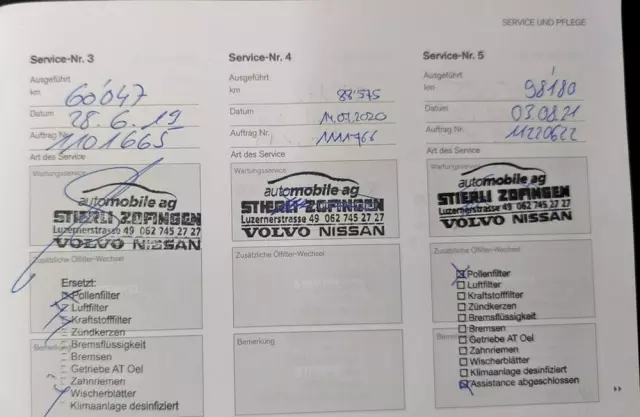 SERVICE UND PFLEGE
Service-Nr. 3
Ausgeführt
km 60'047
Datum 28.6.19
Auftrag Nr. 1101665
Art des Service
Wartungsservice
automobile ag
STIERLI ZOFINGEN
Luzernerstrasse 49 062 745 27 27
VOLVO NISSAN
Zusätzliche Ölfilter-Wechsel
Ersetzt:
Pollenfilter
Luftfilter
Kraftstofffilter
Zündkerzen
Bremsflüssigkeit
Bremsen
Getriebe AT Oel
Zahnriemen
Wischerblätter
Klimaanlage desinfiziert
Service-Nr. 4
Ausgeführt
km
Datum
Auftrag Nr.
Art des Service
Wartungsservice
automobile ag
STIERLI ZOFINGEN
Luzernerstrasse 49 062 745 27 27
VOLVO NISSAN
Zusätzliche Ölfilter-Wechsel
Bemerkung
Service-Nr. 5
Ausgeführt
km 98180
Datum 03.08.21
Auftrag Nr. 11220622
Art des Service
Wartungsservice
automobile ag
STIERLI ZOFINGEN
Luzernerstrasse 49 062 745 27 27
VOLVO NISSAN
Zusätzliche Ölfilter-Wechsel
Pollenfilter
Luftfilter
Kraftstofffilter
Zündkerzen
Bremsflüssigkeit
Bremsen
Getriebe AT Oel
Zahnriemen
Wischerblätter
Klimaanlage desinfiziert
Assistance abgeschlossen